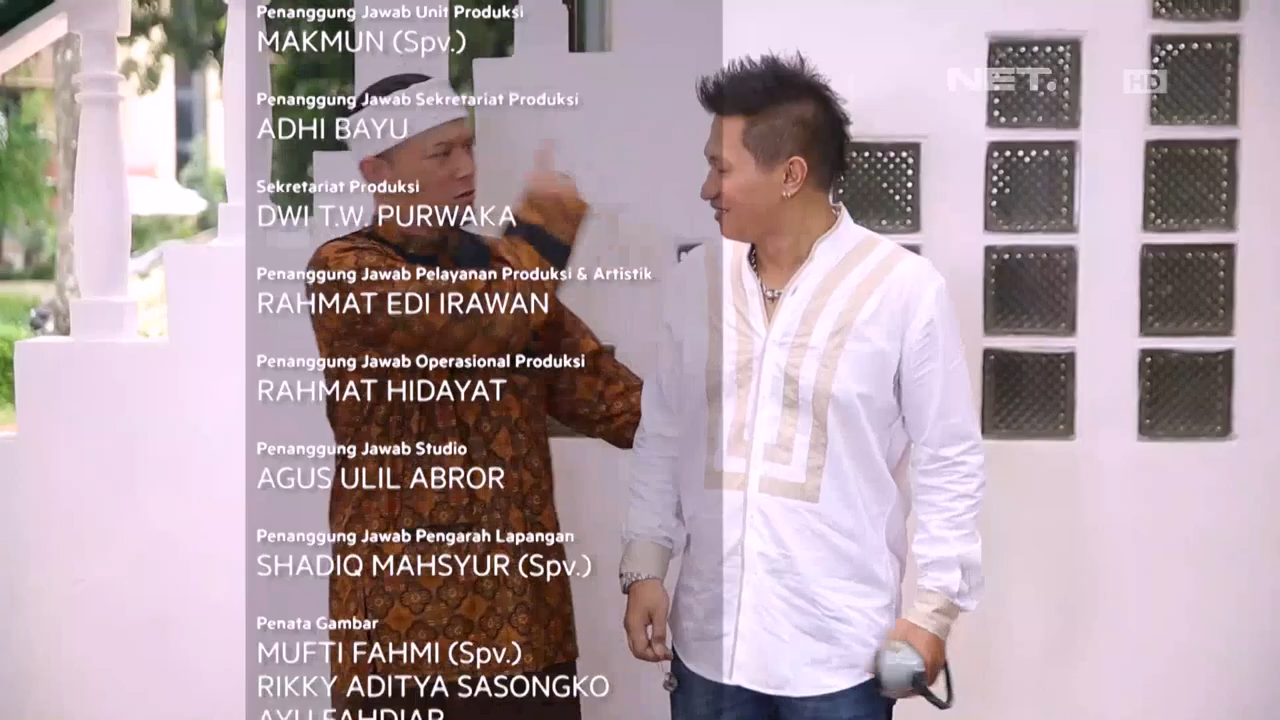 Penanggung Jawab Unit Produksi
MAKMUN (Spv.)
NET. HD
Penanggung Jawab Sekretariat Produksi
ADHI BAYU
Sekretariat Produksi
DWI T.W. PURWAKA
Penanggung Jawab Pelayanan Produksi & Artistik
RAHMAT EDI IRAWAN
Penanggung Jawab Operasional Produksi
RAHMAT HIDAYAT
Penanggung Jawab Studio
AGUS ULIL ABROR
Penanggung Jawab Pengarah Lapangan
SHADIQ MAHSYUR (Spv.)
Penata Gambar
MUFTI FAHMI (Spv.)
RIKKY ADITYA SASONGKO
AYU FAHDIAR